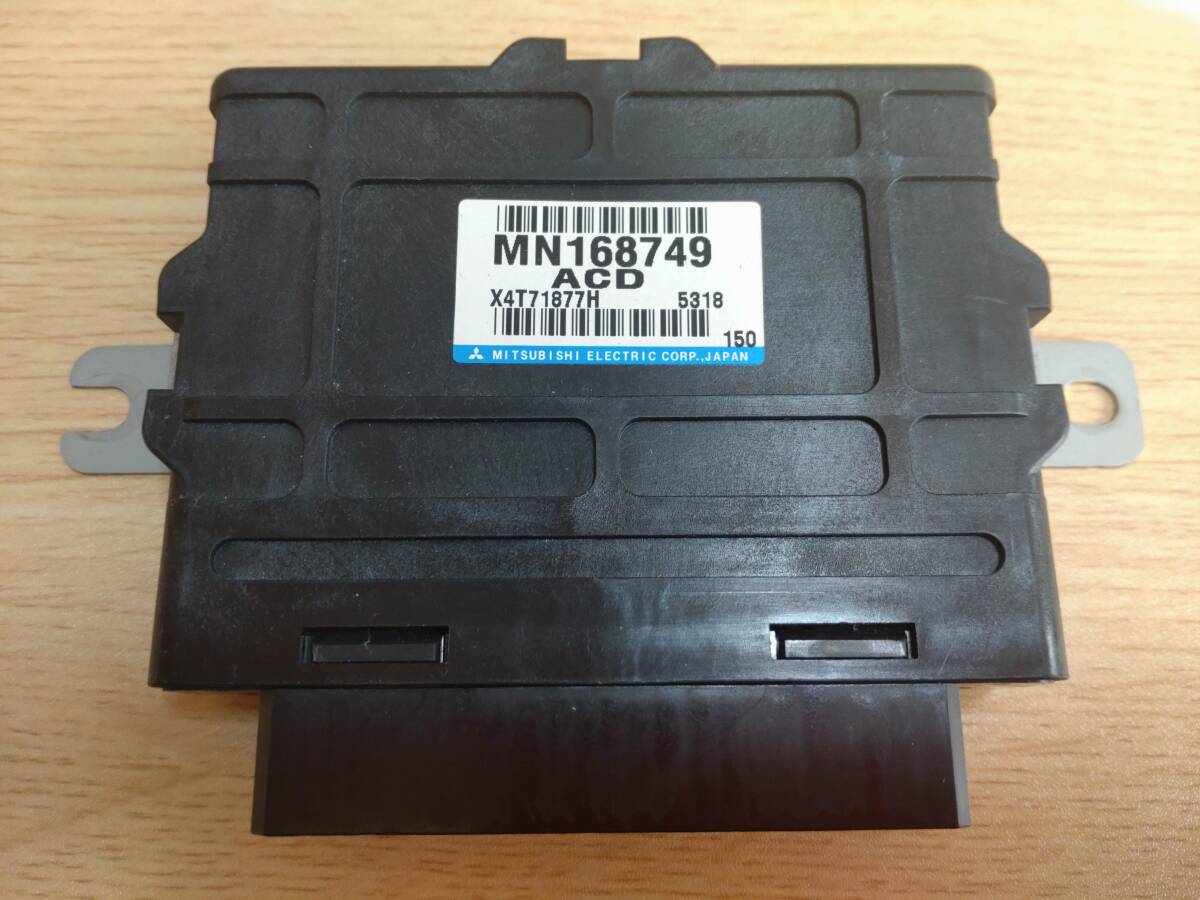 MN168749
ACD
X4T71877H 5318
150
MITSUBISHI ELECTRIC CORP.,JAPAN